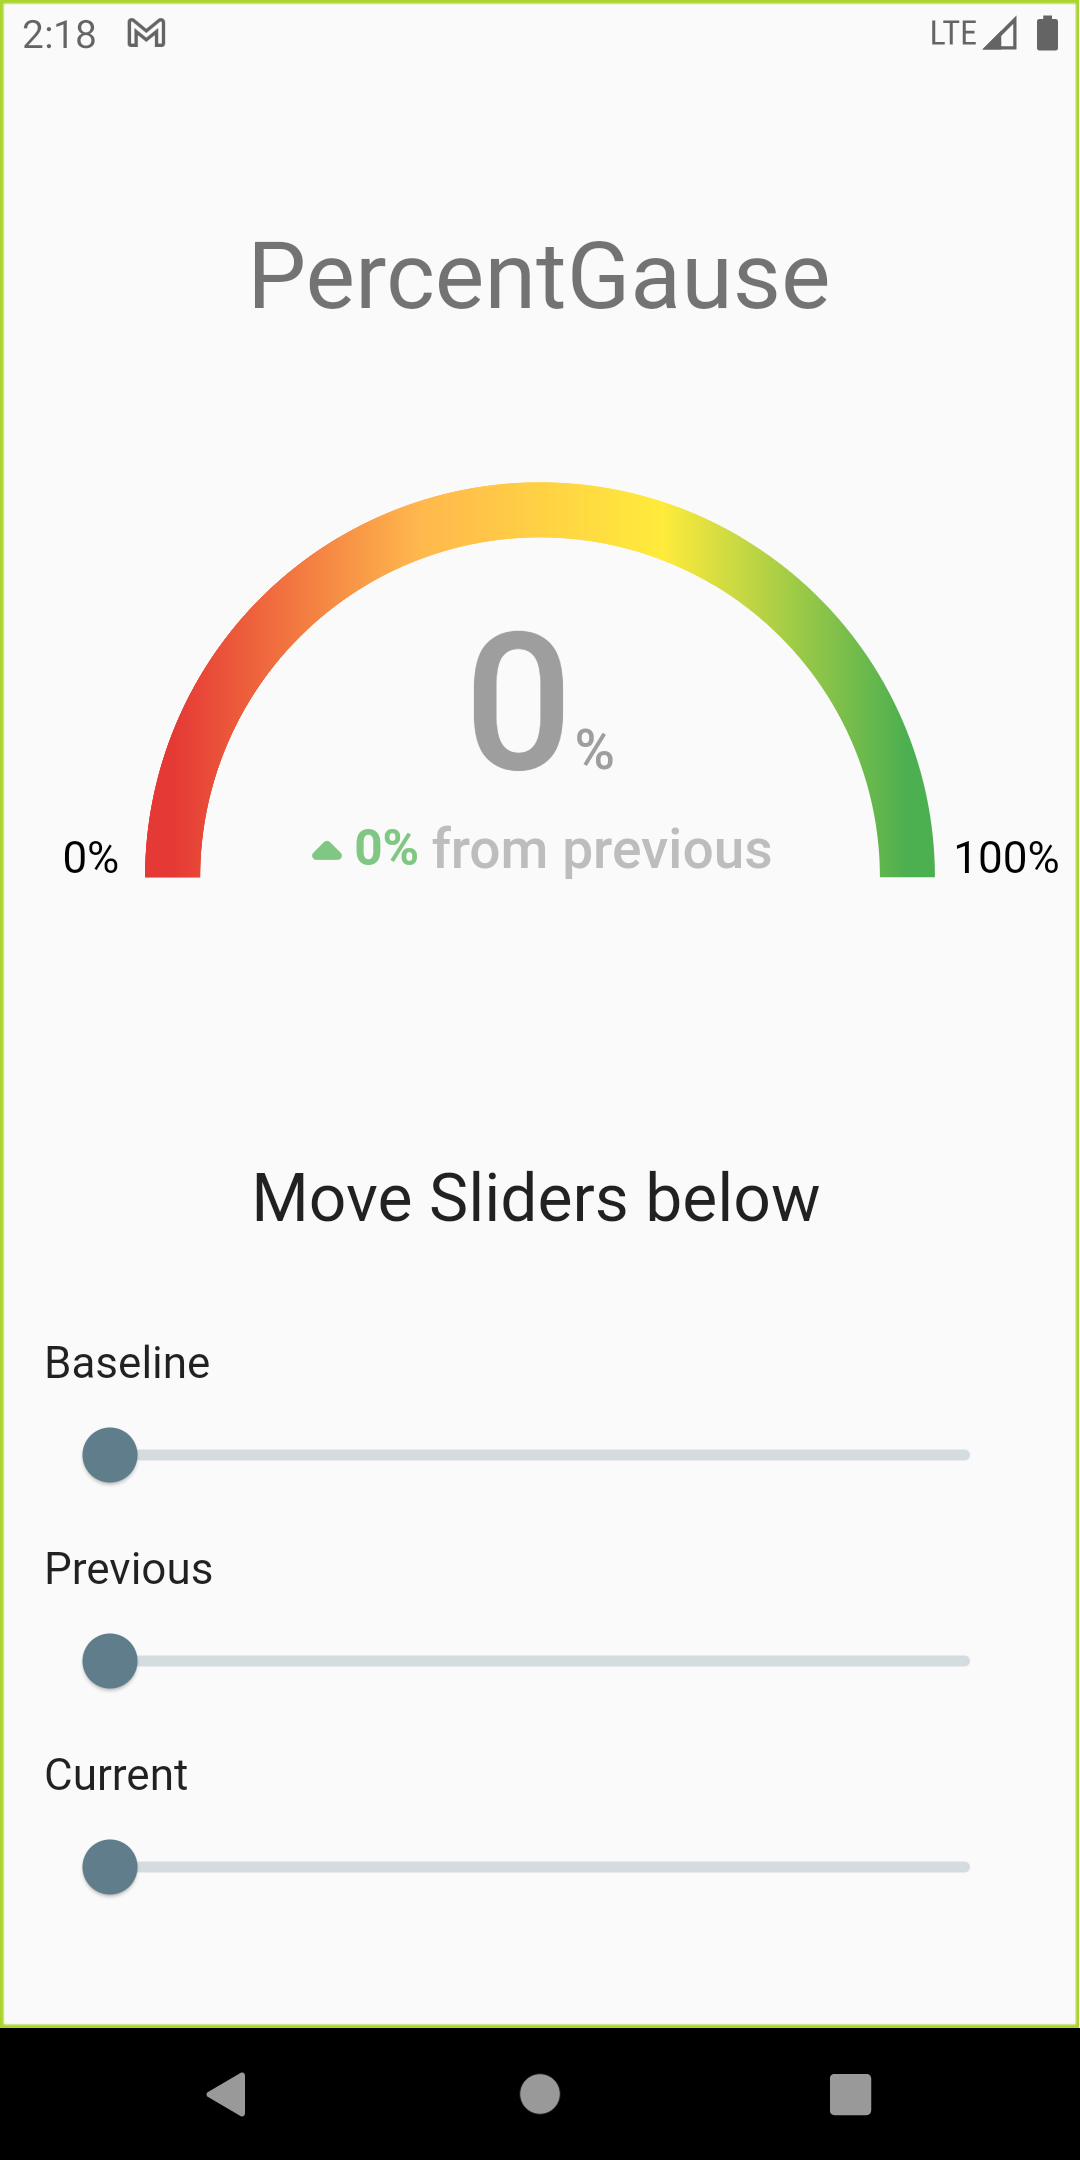 2:18 LTE
PercentGause
0%
0% 0% from previous 100%
Move Sliders below
Baseline
Previous
Current